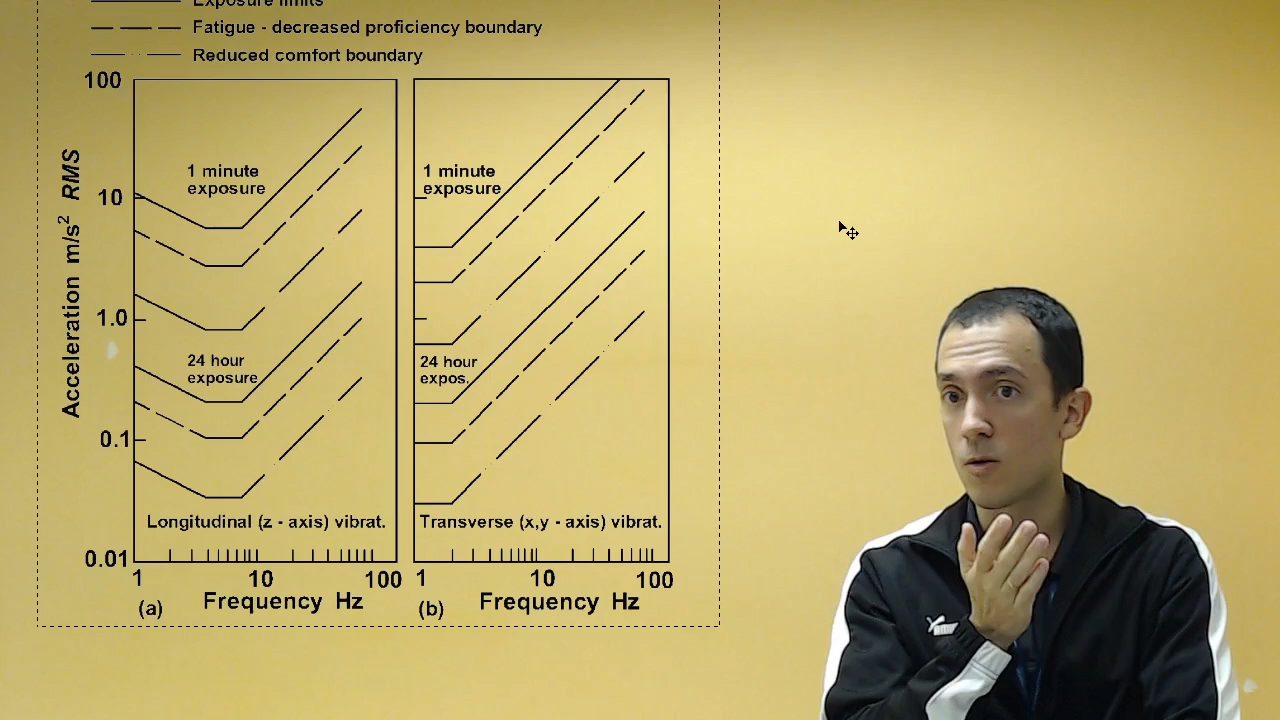 Exposure limits
Fatigue - decreased proficiency boundary
Reduced comfort boundary
100
10
1.0
0.1
0.01
Acceleration m/s² RMS
1 minute
exposure
24 hour
exposure
Longitudinal (z - axis) vibrat.
1
10
100
Frequency Hz
(a)
1 minute
exposure
24 hour
expos.
Transverse (x,y - axis) vibrat.
1
10
100
Frequency Hz
(b)